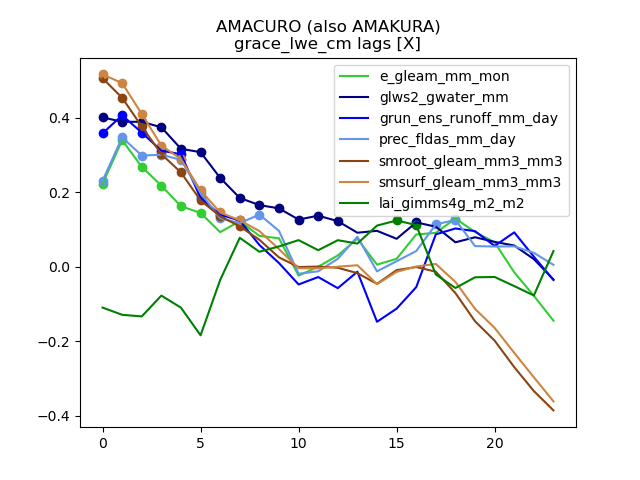 AMACURO (also AMAKURA)
grace_lwe_cm lags [X]
e_gleam_mm_mon
glws2_gwater_mm
grun_ens_runoff_mm_day
prec_fldas_mm_day
smroot_gleam_mm3_mm3
smsurf_gleam_mm3_mm3
lai_gimms4g_m2_m2
0.4
0.2
0.0
−0.2
−0.4
0 5 10 15 20